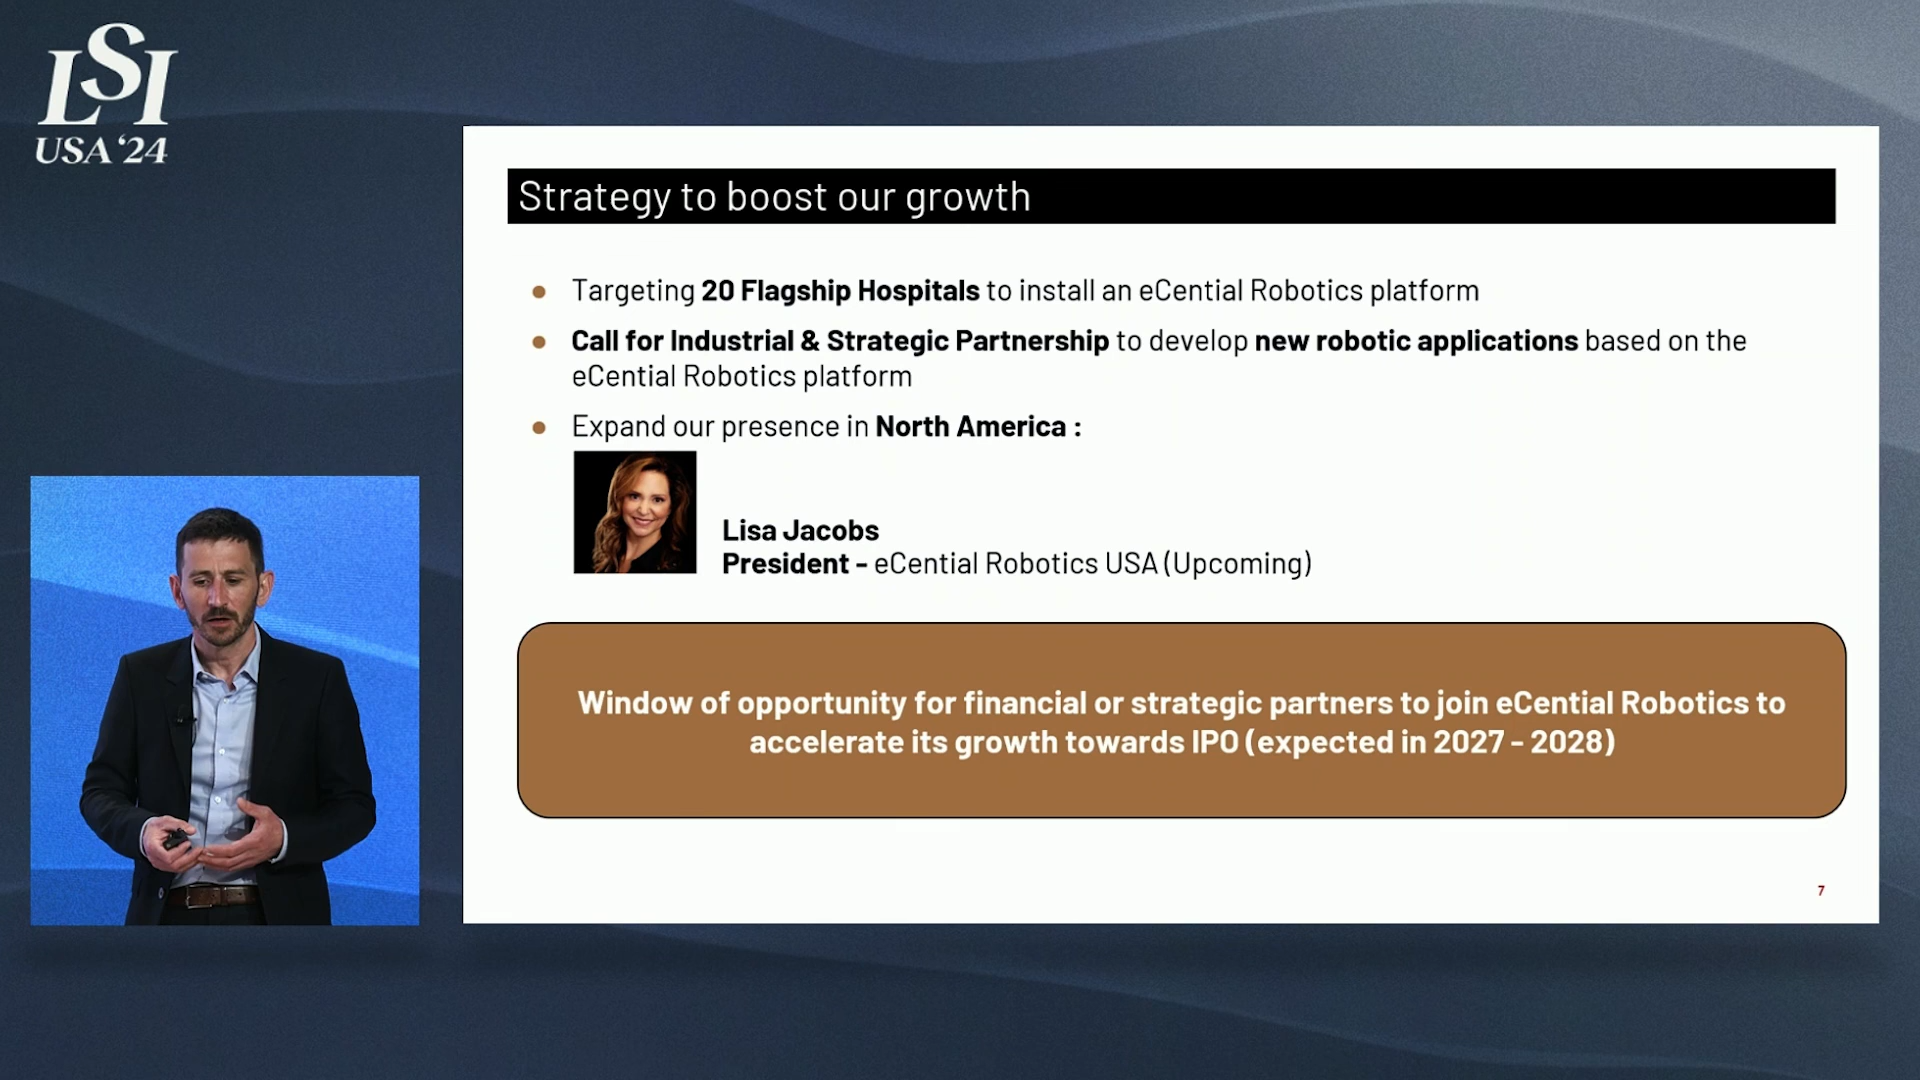 LSI
USA ‘24
Strategy to boost our growth
● Targeting 20 Flagship Hospitals to install an eCential Robotics platform
● Call for Industrial & Strategic Partnership to develop new robotic applications based on the
eCential Robotics platform
● Expand our presence in North America :
Lisa Jacobs
President - eCential Robotics USA (Upcoming)
Window of opportunity for financial or strategic partners to join eCential Robotics to
accelerate its growth towards IPO (expected in 2027 - 2028)
7